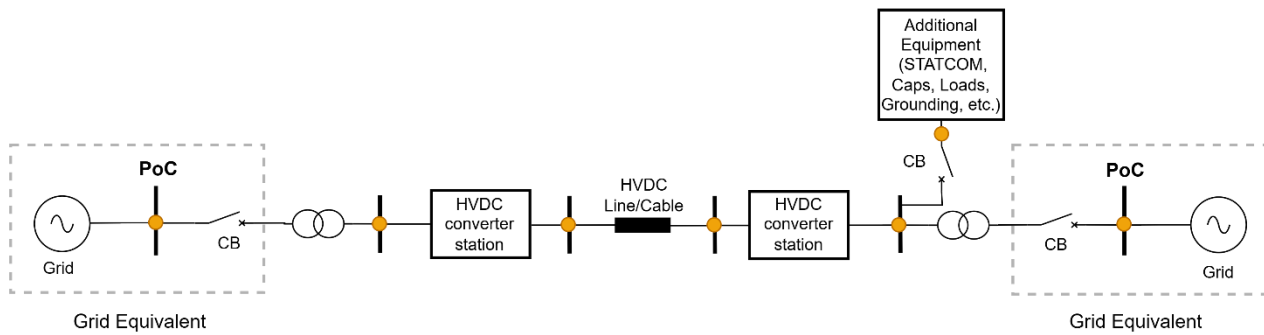 Additional
Equipment
(STATCOM,
Caps, Loads,
Grounding, etc.)
CB
PoC
Grid
CB
Grid Equivalent
HVDC
converter
station
HVDC
Line/Cable
HVDC
converter
station
PoC
CB
Grid
Grid Equivalent